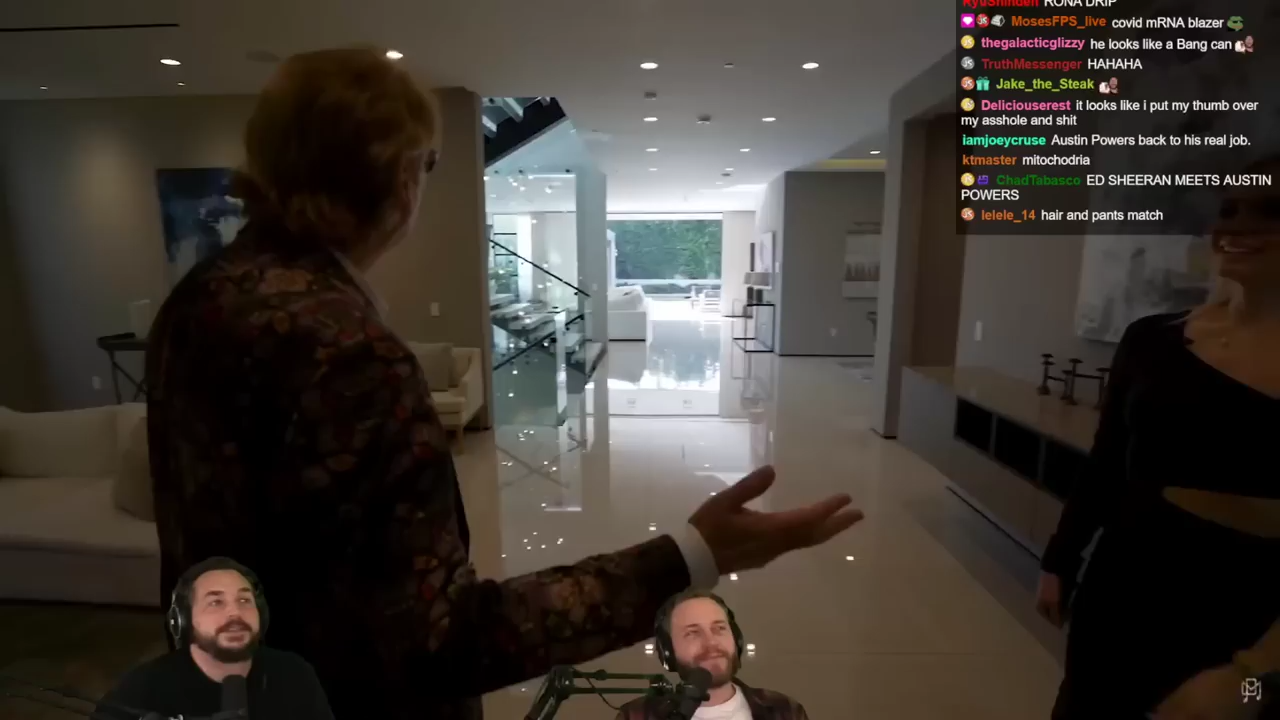 RyuShinden RONA DRIP
MosesFPS_live covid mRNA blazer
thegalacticglizzy he looks like a Bang can
TruthMessenger HAHAHA
Jake_the_Steak
Deliciouserest it looks like i put my thumb over
my asshole and shit
iamjoeycruse Austin Powers back to his real job.
ktmaster mitochodria
ChadTabasco ED SHEERAN MEETS AUSTIN
POWERS
lelele_14 hair and pants match